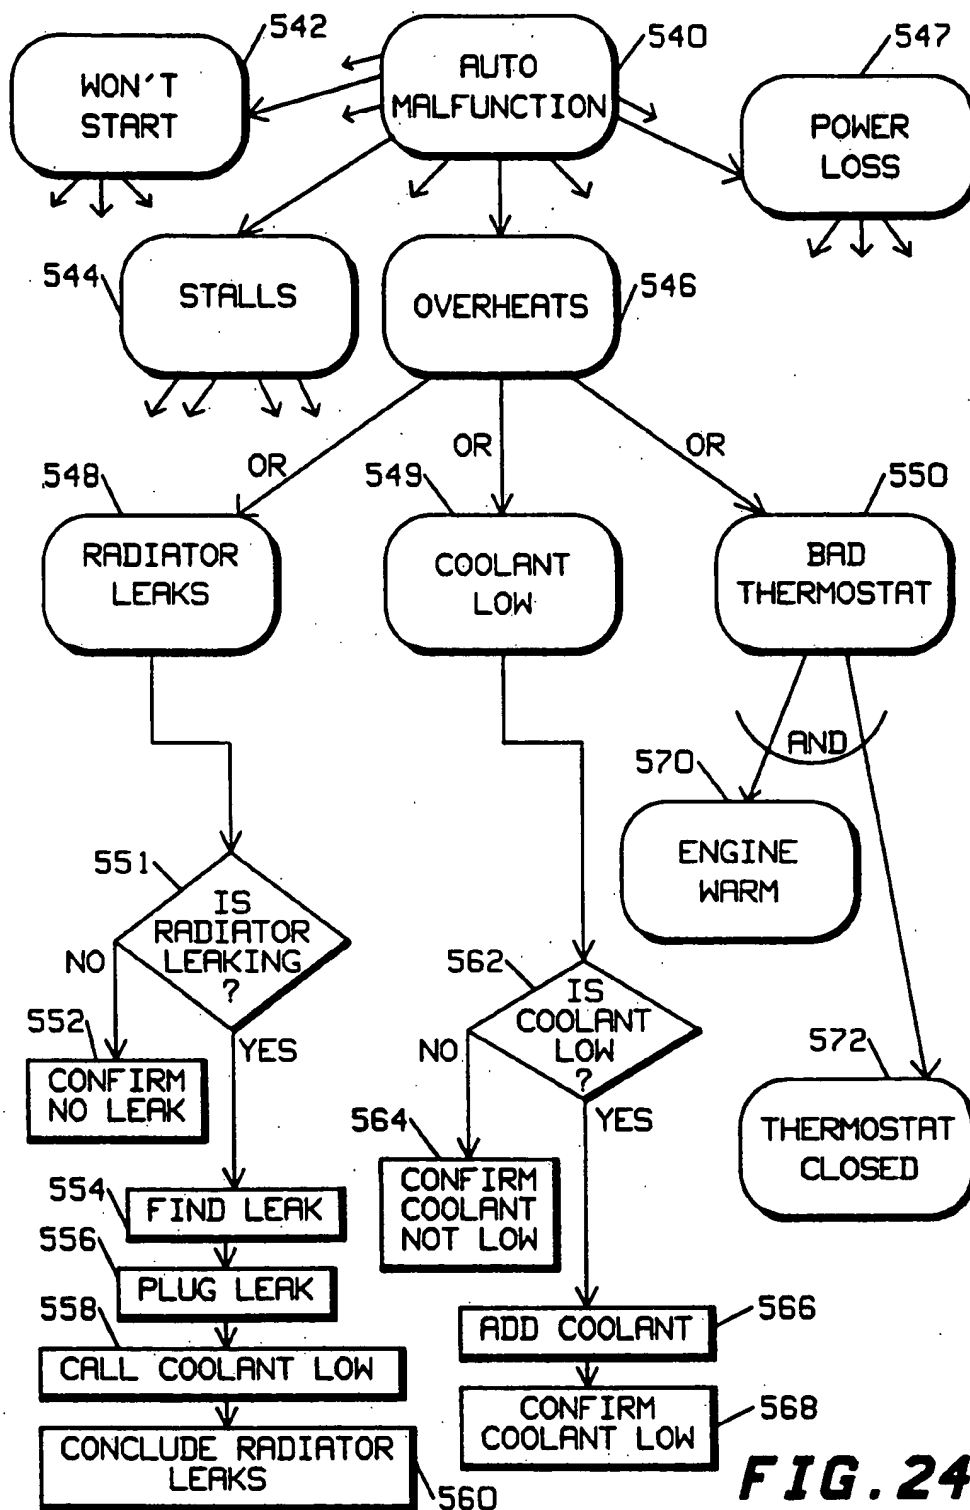 542
540
547
WON'T
START
AUTO
MALFUNCTION
POWER
LOSS
544
STALLS
OVERHEATS
546
OR
OR
OR
548
549
550
RADIATOR
LEAKS
COOLANT
LOW
BAD
THERMOSTAT
AND
570
ENGINE
WARM
551
IS
RADIATOR
LEAKING
?
NO
YES
562
IS
COOLANT
LOW
?
NO
YES
552
CONFIRM
NO LEAK
572
THERMOSTAT
CLOSED
564
CONFIRM
COOLANT
NOT LOW
554
FIND LEAK
556
PLUG LEAK
558
CALL COOLANT LOW
CONCLUDE RADIATOR
LEAKS
560
ADD COOLANT
566
CONFIRM
COOLANT LOW
568
FIG. 24